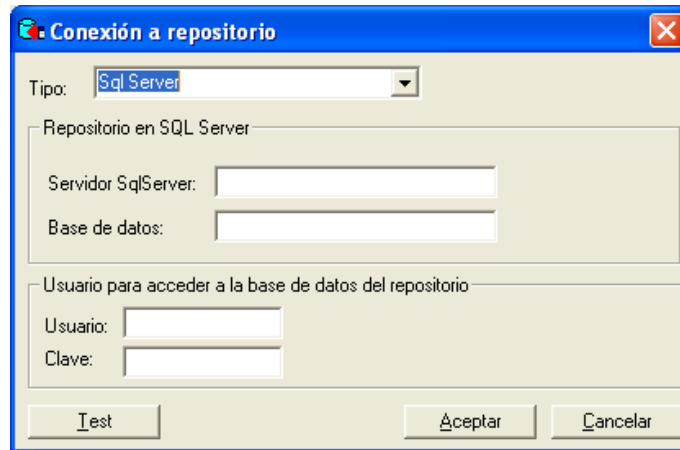 Conexión a repositorio
Tipo: Sql Server
Repositorio en SQL Server
Servidor SqlServer:
Base de datos:
Usuario para acceder a la base de datos del repositorio
Usuario:
Clave:
Test Aceptar Cancelar